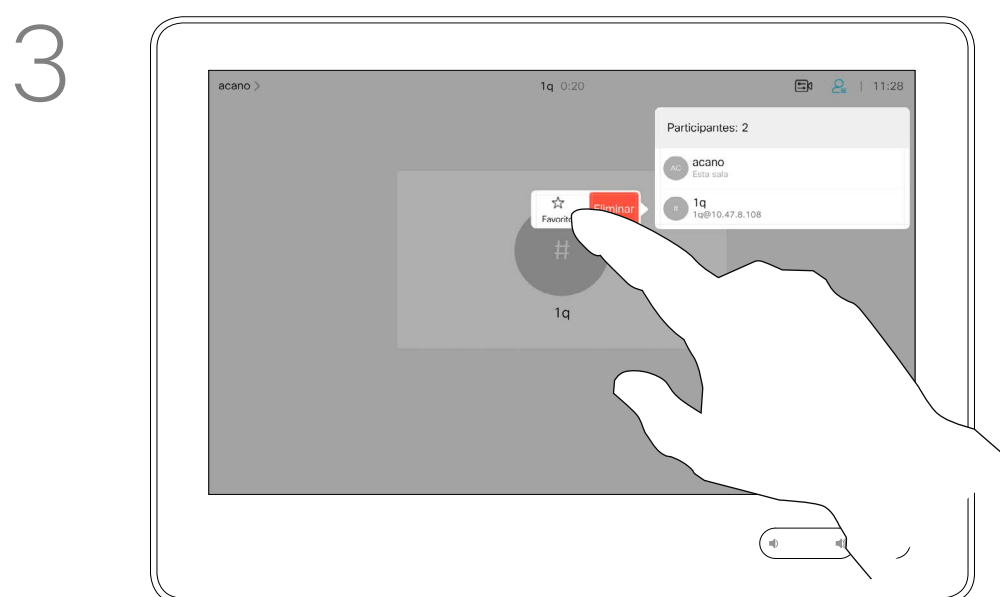 3
acano >
1q 0:20
| 11:28
Participantes: 2
AC
acano
Esta sala
#
1q
1q@10.47.8.108
Eliminar
#
1q